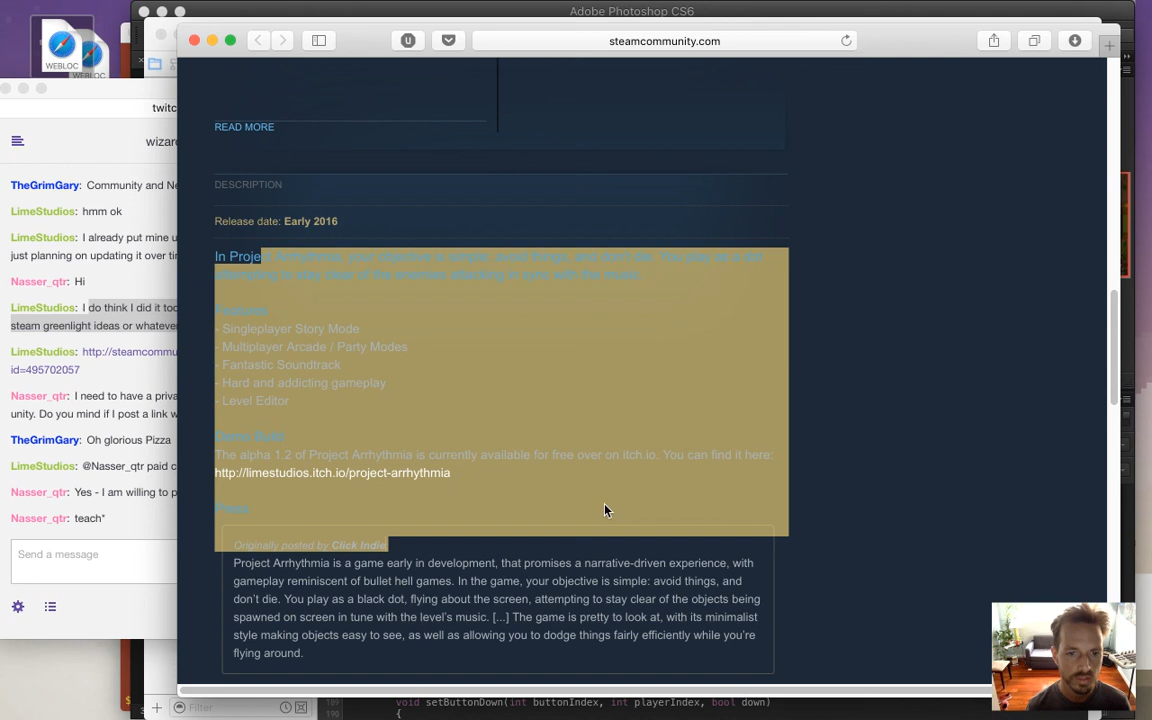 Adobe Photoshop CS6
WEBLOC
WEBLOC
steamcommunity.com
twitc
wizar
TheGrimGary: Community and Ne
LimeStudios: hmm ok
LimeStudios: I already put mine u
just planning on updating it over ti
Nasser_qtr: Hi
LimeStudios: I do think I did it too
steam greenlight ideas or whatever
LimeStudios: http://steamcommu
id=495702057
Nasser_qtr: I need to have a priva
unity. Do you mind if I post a link w
TheGrimGary: Oh glorious Pizza
LimeStudios: @Nasser_qtr paid c
Nasser_qtr: Yes - I am willing to p
Nasser_qtr: teach*
Send a message
READ MORE
DESCRIPTION
Release date: Early 2016
In Project Arrhythmia, your objective is simple: avoid things, and don't die. You play as a dot
attempting to stay clear of the enemies attacking in sync with the music.
Features
- Singleplayer Story Mode
- Multiplayer Arcade / Party Modes
- Fantastic Soundtrack
- Hard and addicting gameplay
- Level Editor
Demo Build
The alpha 1.2 of Project Arrhythmia is currently available for free over on itch.io. You can find it here:
http://limestudios.itch.io/project-arrhythmia
Press
Originally posted by Click Indie:
Project Arrhythmia is a game early in development, that promises a narrative-driven experience, with
gameplay reminiscent of bullet hell games. In the game, your objective is simple: avoid things, and
don't die. You play as a black dot, flying about the screen, attempting to stay clear of the objects being
spawned on screen in tune with the level's music. [...] The game is pretty to look at, with its minimalist
style making objects easy to see, as well as allowing you to dodge things fairly efficiently while you're
flying around.
Filter
189 void setButtonDown(int buttonIndex, int playerIndex, bool down)
190 {